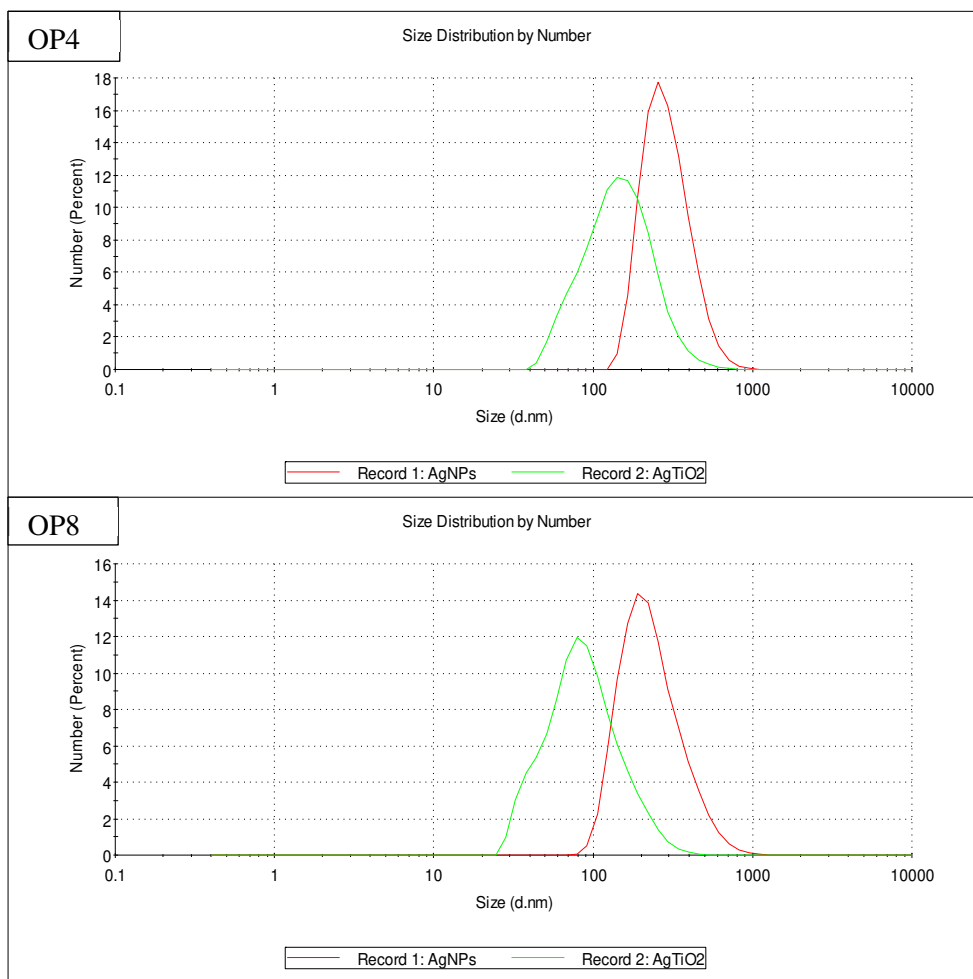 OP4
Size Distribution by Number
Number (Percent)
18
16
14
12
10
8
6
4
2
0
0.1 1 10 100 1000 10000
Size (d.nm)
Record 1: AgNPs Record 2: AgTiO2
OP8
Size Distribution by Number
Number (Percent)
16
14
12
10
8
6
4
2
0
0.1 1 10 100 1000 10000
Size (d.nm)
Record 1: AgNPs Record 2: AgTiO2